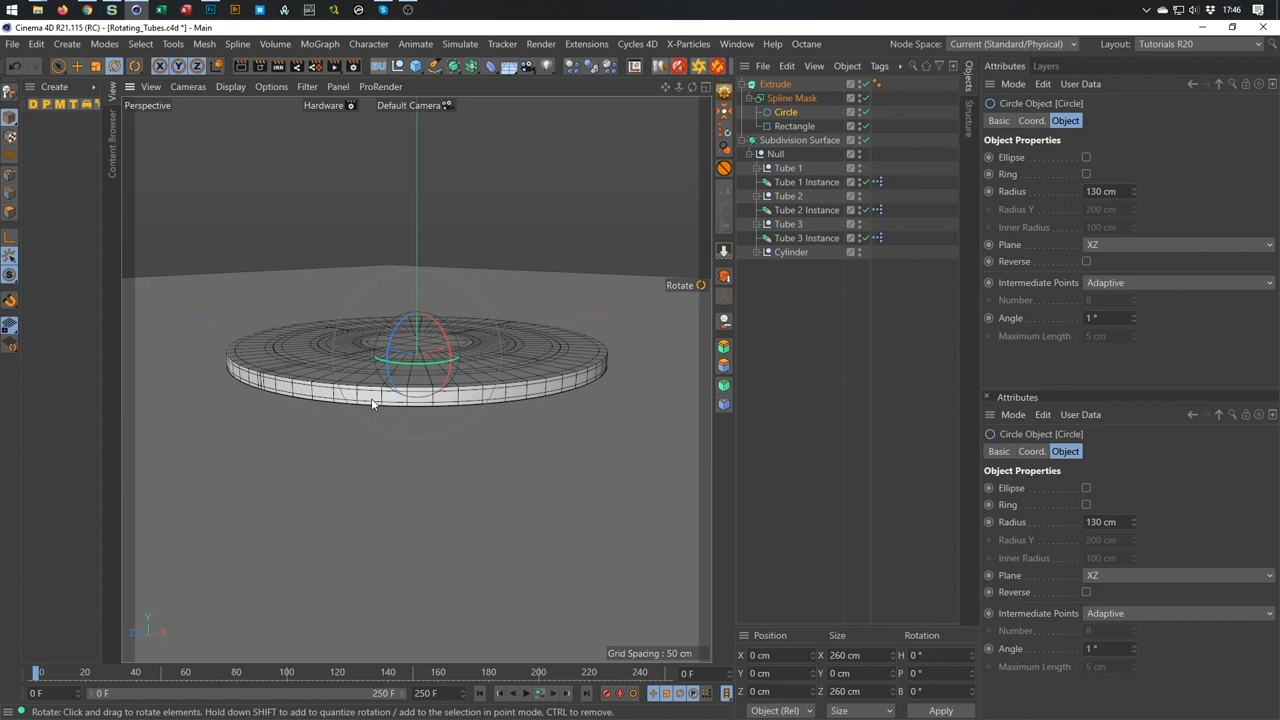 17:46
Cinema 4D R21.115 (RC) - [Rotating_Tubes.c4d *] - Main
File Edit Create Modes Select Tools Mesh Spline Volume MoGraph Character Animate Simulate Tracker Render Extensions Cycles 4D X-Particles Window Help Octane Node Space: Current (Standard/Physical) Layout: Tutorials R20
X Y Z BU File Edit View Object Tags Attributes Layers
Create View Cameras Display Options Filter Panel ProRender
D P M T
Perspective Hardware Default Camera
View
Content Browser
Rotate
Z Y X
Grid Spacing : 50 cm
Extrude
Spline Mask
Circle
Rectangle
Subdivision Surface
Null
Tube 1
Tube 1 Instance
Tube 2
Tube 2 Instance
Tube 3
Tube 3 Instance
Cylinder
Objects
Structure
Mode Edit User Data
Circle Object [Circle]
Basic Coord. Object
Object Properties
Ellipse
Ring
Radius 130 cm
Radius Y 200 cm
Inner Radius 100 cm
Plane XZ
Reverse
Intermediate Points Adaptive
Number 8
Angle 1 °
Maximum Length 5 cm
Attributes
Mode Edit User Data
Circle Object [Circle]
Basic Coord. Object
Object Properties
Ellipse
Ring
Radius 130 cm
Radius Y 200 cm
Inner Radius 100 cm
Plane XZ
Reverse
Intermediate Points Adaptive
Number 8
Angle 1 °
Maximum Length 5 cm
Position Size Rotation
X 0 cm X 260 cm H 0 °
Y 0 cm Y 0 cm P 0 °
Z 0 cm Z 260 cm B 0 °
Object (Rel) Size Apply
0 20 40 60 80 100 120 140 160 180 200 220 240 0 F
0 F 0 F 250 F 250 F
Rotate: Click and drag to rotate elements. Hold down SHIFT to add to quantize rotation / add to the selection in point mode, CTRL to remove.